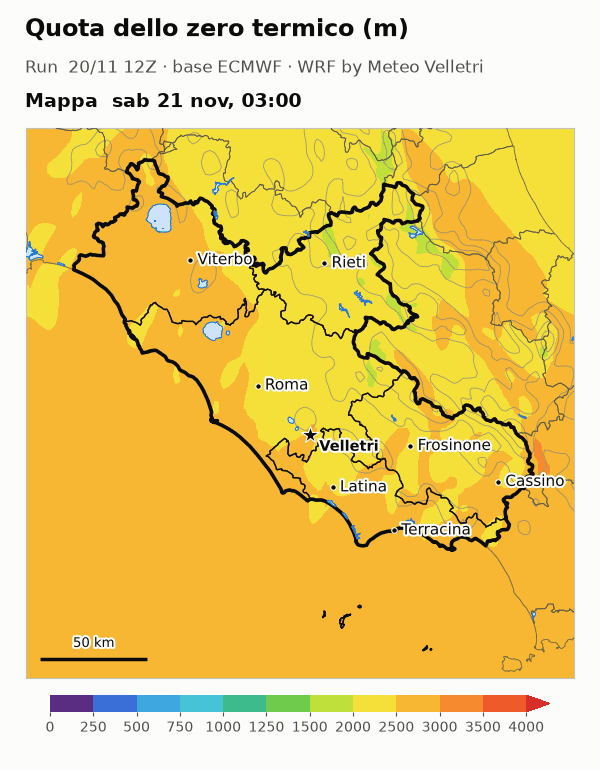 Quota dello zero termico (m)
Run  20/11 12Z · base ECMWF · WRF by Meteo Velletri
Mappa  sab 21 nov, 03:00
Viterbo
Rieti
Roma
Velletri
Frosinone
Latina
Cassino
Terracina
50 km
0 250 500 750 1000 1250 1500 2000 2500 3000 3500 4000